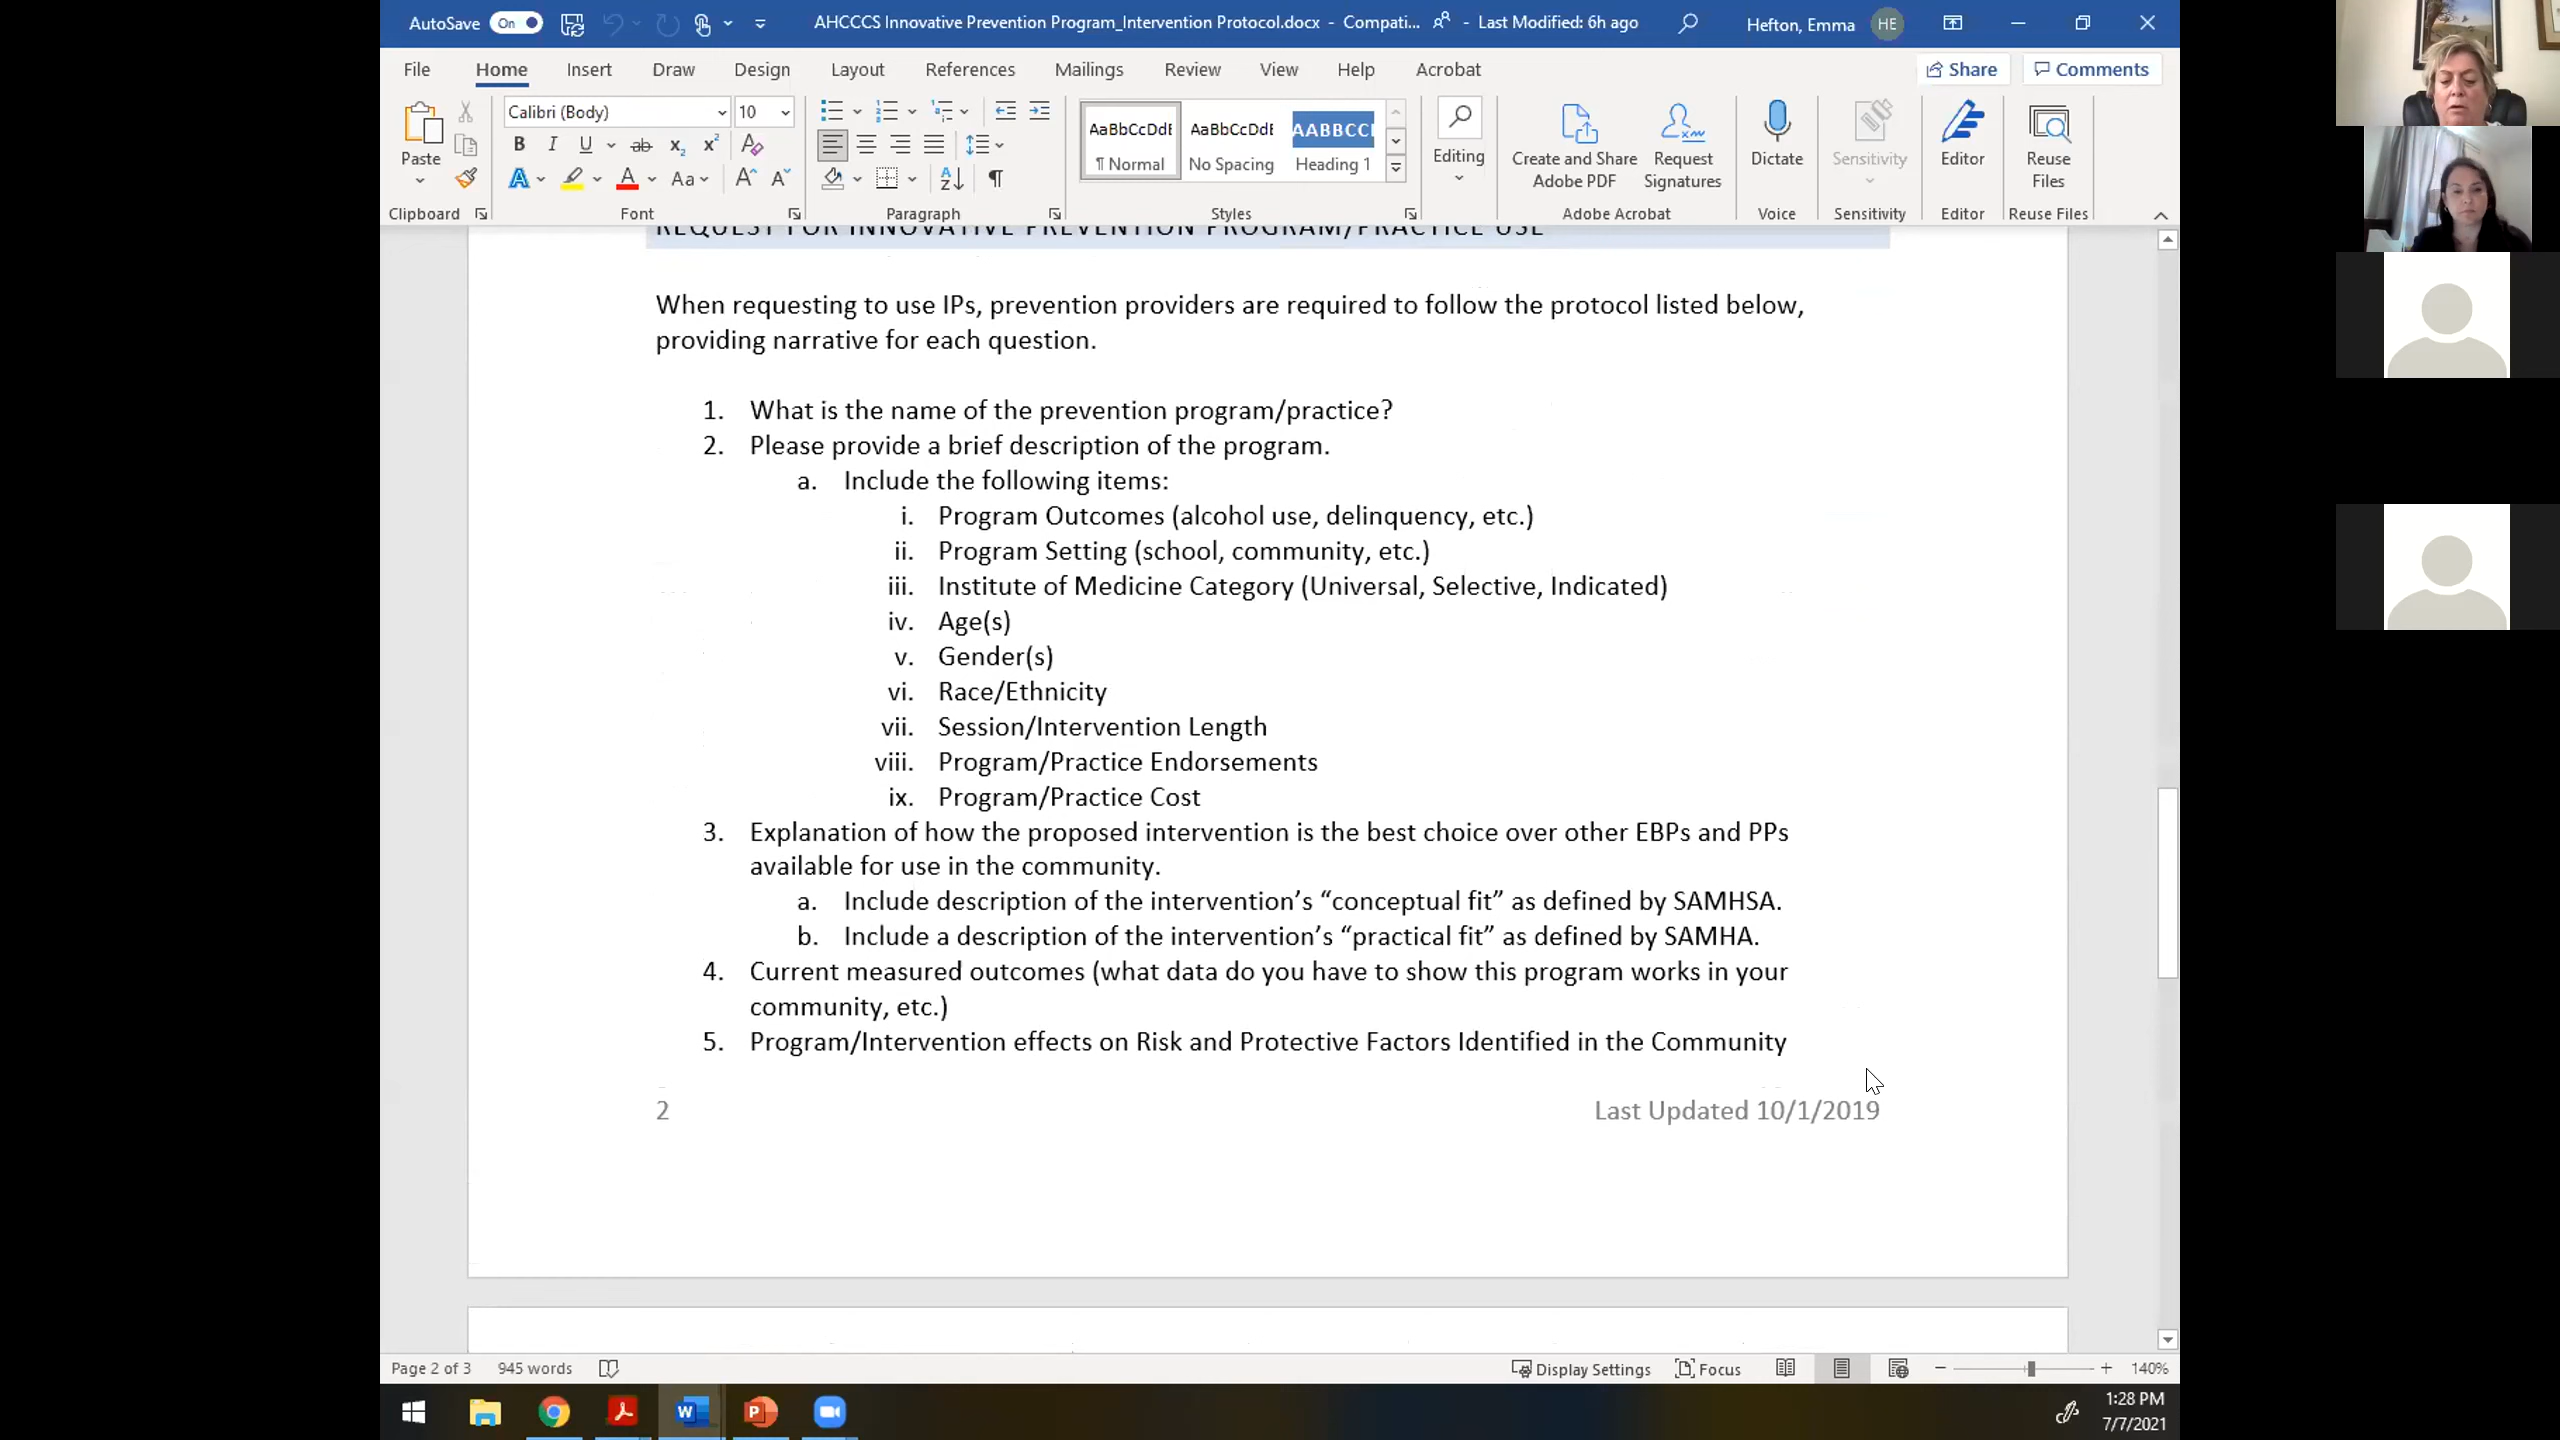 AutoSave On AHCCCS Innovative Prevention Program_Intervention Protocol.docx - Compati... - Last Modified: 6h ago Hefton, Emma HE
File Home Insert Draw Design Layout References Mailings Review View Help Acrobat Share Comments
Calibri (Body) 10
Paste
B I U ab x₂ x² A
A A Aa A A
AaBbCcDdE AaBbCcDdE AABBCCI
¶ Normal No Spacing Heading 1
Editing
Create and Share Adobe PDF
Request Signatures
Dictate
Sensitivity
Editor
Reuse Files
Clipboard Font Paragraph Styles Adobe Acrobat Voice Sensitivity Editor Reuse Files
REQUEST FOR INNOVATIVE PREVENTION PROGRAM/PRACTICE USE
When requesting to use IPs, prevention providers are required to follow the protocol listed below,
providing narrative for each question.
1. What is the name of the prevention program/practice?
2. Please provide a brief description of the program.
a. Include the following items:
i. Program Outcomes (alcohol use, delinquency, etc.)
ii. Program Setting (school, community, etc.)
iii. Institute of Medicine Category (Universal, Selective, Indicated)
iv. Age(s)
v. Gender(s)
vi. Race/Ethnicity
vii. Session/Intervention Length
viii. Program/Practice Endorsements
ix. Program/Practice Cost
3. Explanation of how the proposed intervention is the best choice over other EBPs and PPs
available for use in the community.
a. Include description of the intervention’s “conceptual fit” as defined by SAMHSA.
b. Include a description of the intervention’s “practical fit” as defined by SAMHA.
4. Current measured outcomes (what data do you have to show this program works in your
community, etc.)
5. Program/Intervention effects on Risk and Protective Factors Identified in the Community
2 Last Updated 10/1/2019
Page 2 of 3 945 words Display Settings Focus 140%
1:28 PM
7/7/2021